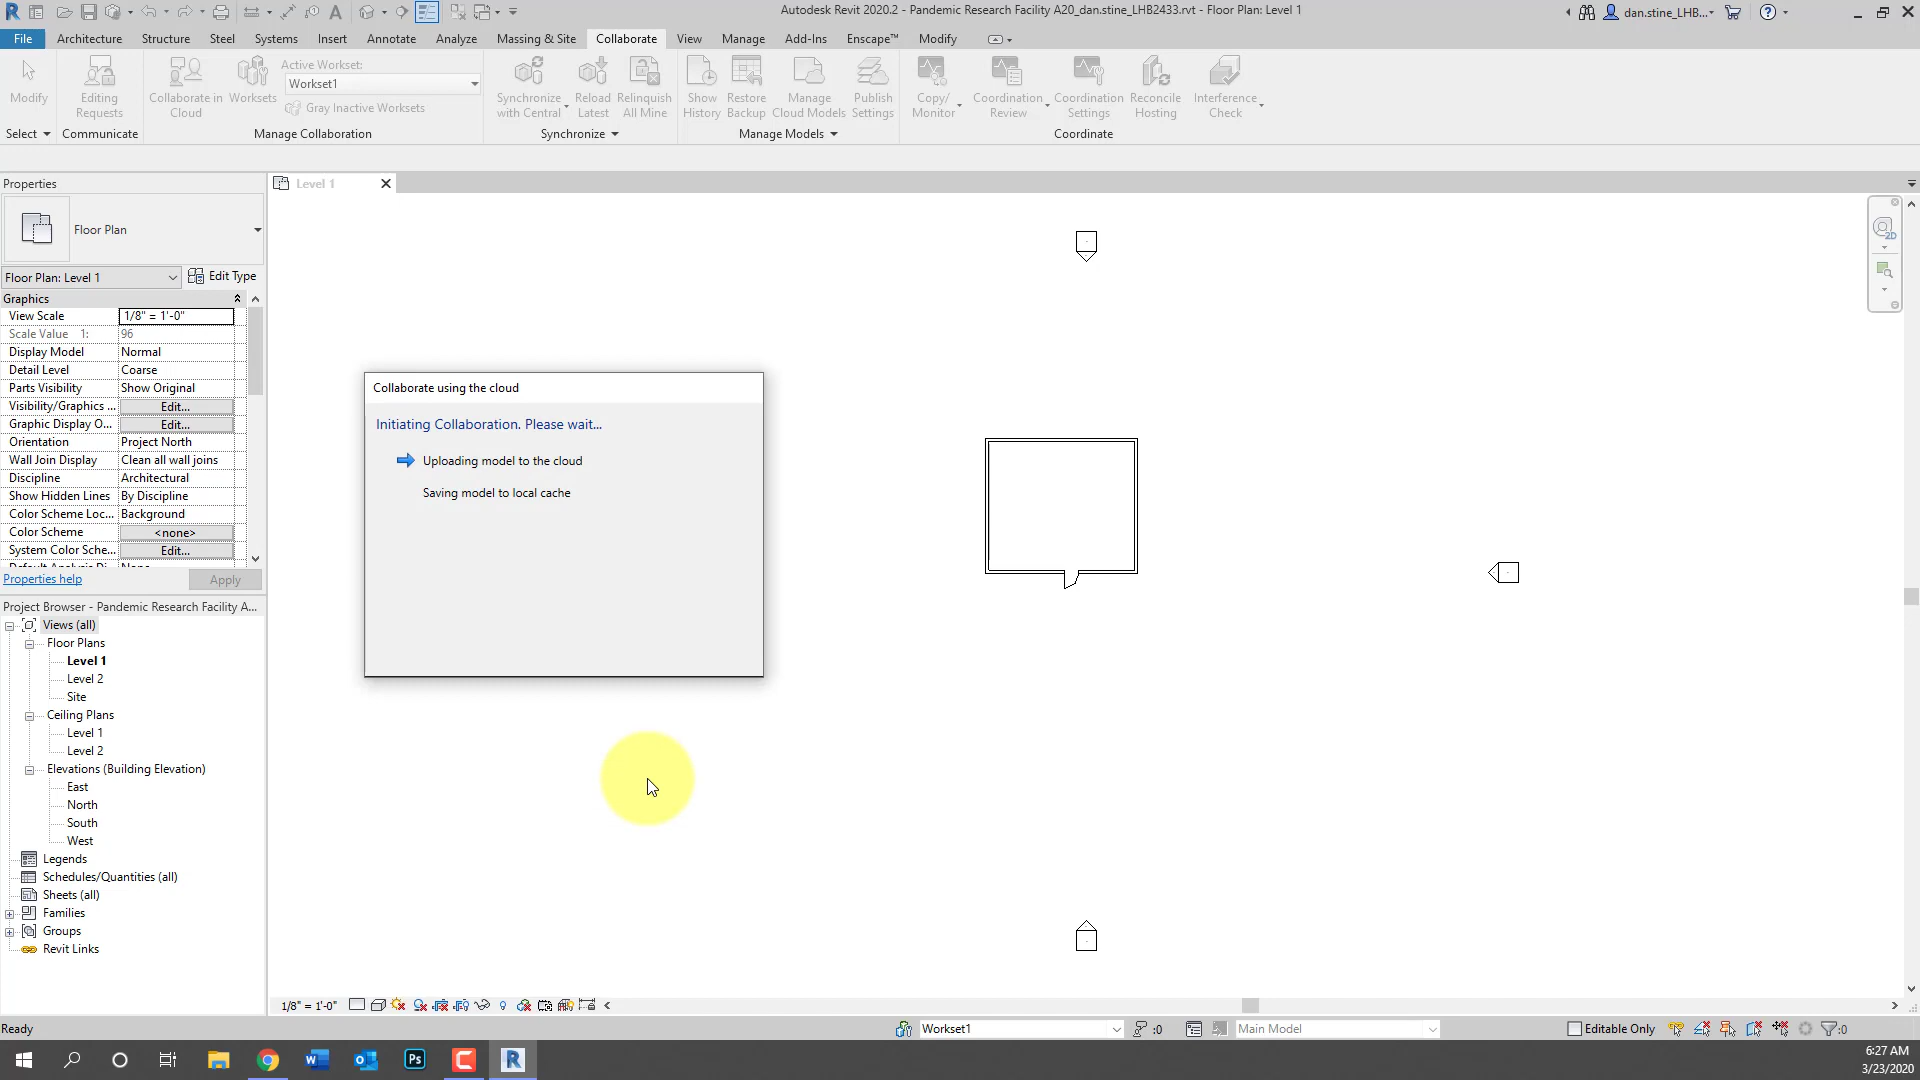 Autodesk Revit 2020.2 - Pandemic Research Facility A20_dan.stine_LHB2433.rvt - Floor Plan: Level 1
dan.stine_LHB...
File Architecture Structure Steel Systems Insert Annotate Analyze Massing & Site Collaborate View Manage Add-Ins Enscape™ Modify
Modify
Editing Requests
Collaborate in Cloud
Worksets
Active Workset:
Workset1
Gray Inactive Worksets
Synchronize with Central
Reload Latest
Relinquish All Mine
Show History
Restore Backup
Manage Cloud Models
Publish Settings
Copy/ Monitor
Coordination Review
Coordination Settings
Reconcile Hosting
Interference Check
Select Communicate Manage Collaboration Synchronize Manage Models Coordinate
Properties
Level 1
Floor Plan
Floor Plan: Level 1 Edit Type
Graphics
View Scale 1/8" = 1'-0"
Scale Value 1: 96
Display Model Normal
Detail Level Coarse
Parts Visibility Show Original
Visibility/Graphics ... Edit...
Graphic Display O... Edit...
Orientation Project North
Wall Join Display Clean all wall joins
Discipline Architectural
Show Hidden Lines By Discipline
Color Scheme Loc... Background
Color Scheme <none>
System Color Sche... Edit...
Properties help Apply
Project Browser - Pandemic Research Facility A...
Views (all)
Floor Plans
Level 1
Level 2
Site
Ceiling Plans
Level 1
Level 2
Elevations (Building Elevation)
East
North
South
West
Legends
Schedules/Quantities (all)
Sheets (all)
Families
Groups
Revit Links
Collaborate using the cloud
Initiating Collaboration. Please wait...
Uploading model to the cloud
Saving model to local cache
2D
1/8" = 1'-0"
Ready
Workset1
:0
Main Model
Editable Only
:0
6:27 AM
3/23/2020